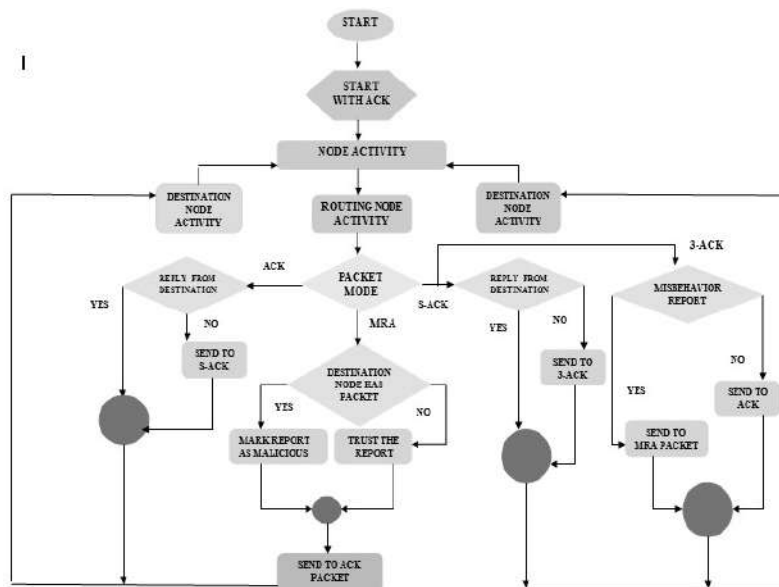 START
I
START
WITH ACK
NODE ACTIVITY
DESTINATION
NODE
ACTIVITY
ROUTING NODE
ACTIVITY
DESTINATION
NODE
ACTIVITY
3-ACK
ACK
PACKET
MODE
S-ACK
REPLY FROM
DESTINATION
REPLY FROM
DESTINATION
MISBEHAVIOR
REPORT
YES
NO
MRA
YES
NO
SEND TO
S-ACK
DESTINATION
NODE HAS
PACKET
SEND TO
3-ACK
NO
YES
SEND TO
ACK
YES
NO
MARK REPORT
AS MALICIOUS
TRUST THE
REPORT
SEND TO
MRA PACKET
SEND TO ACK
PACKET